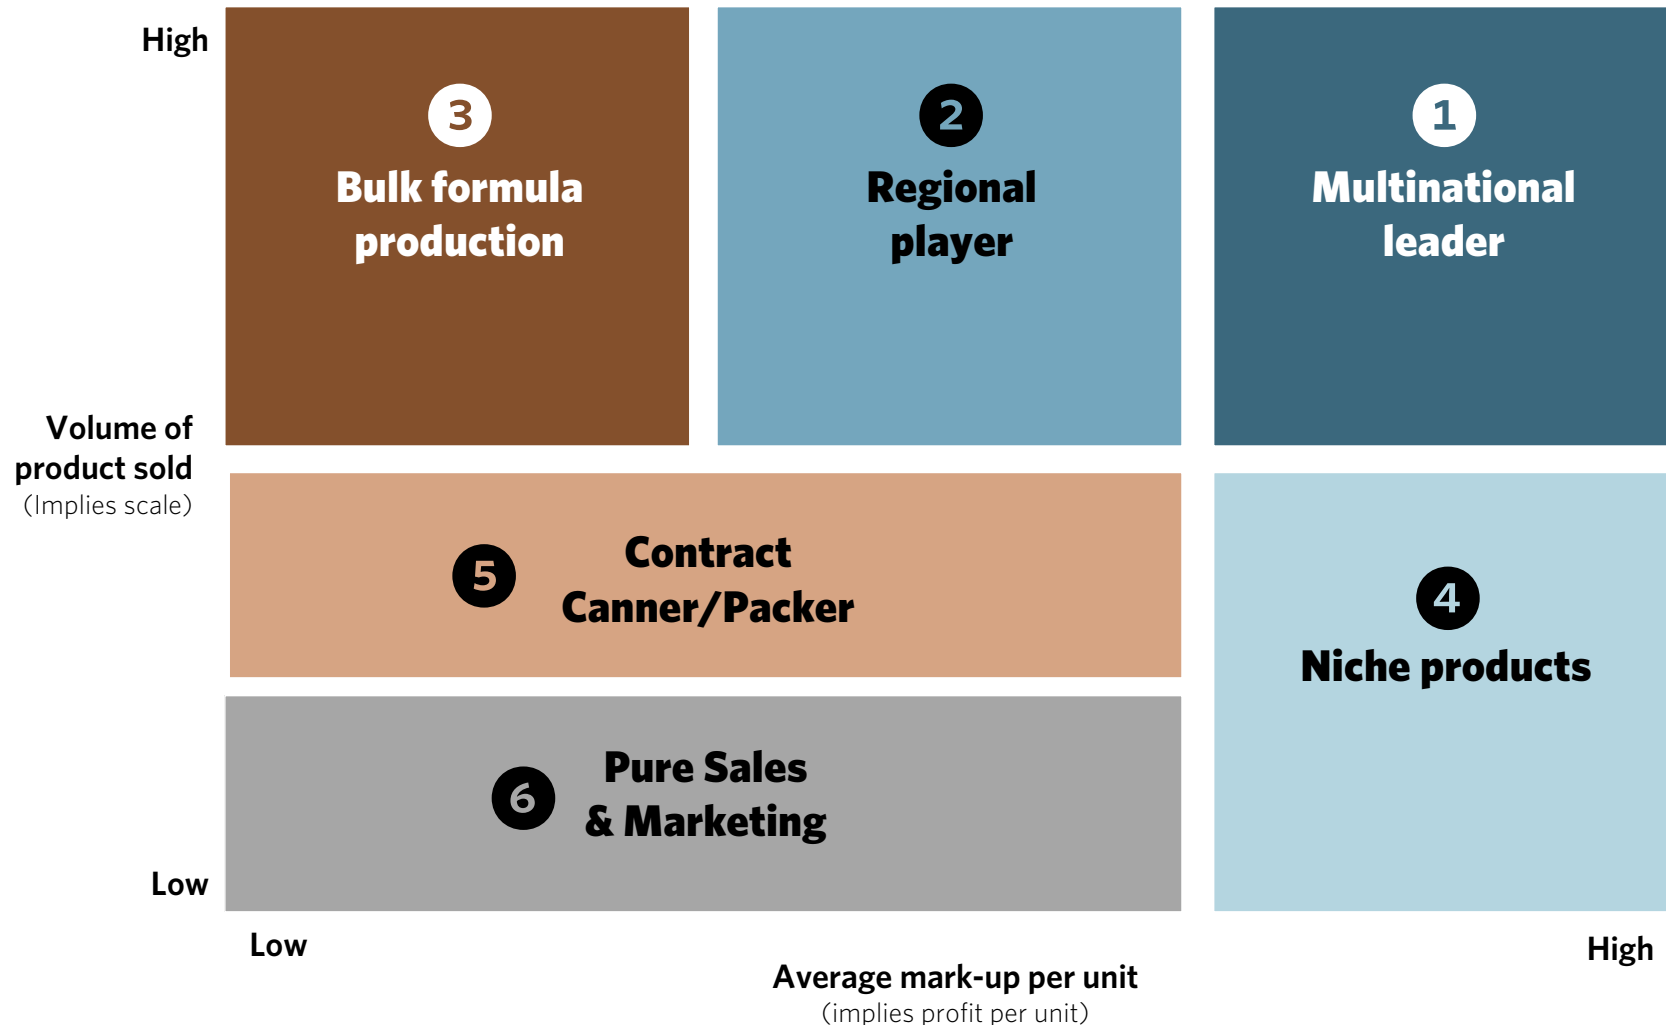 High
3
Bulk formula
production
2
Regional
player
1
Multinational
leader
Volume of
product sold
(Implies scale)
5
Contract
Canner/Packer
4
Niche products
6
Pure Sales
& Marketing
Low
Low
High
Average mark-up per unit
(implies profit per unit)